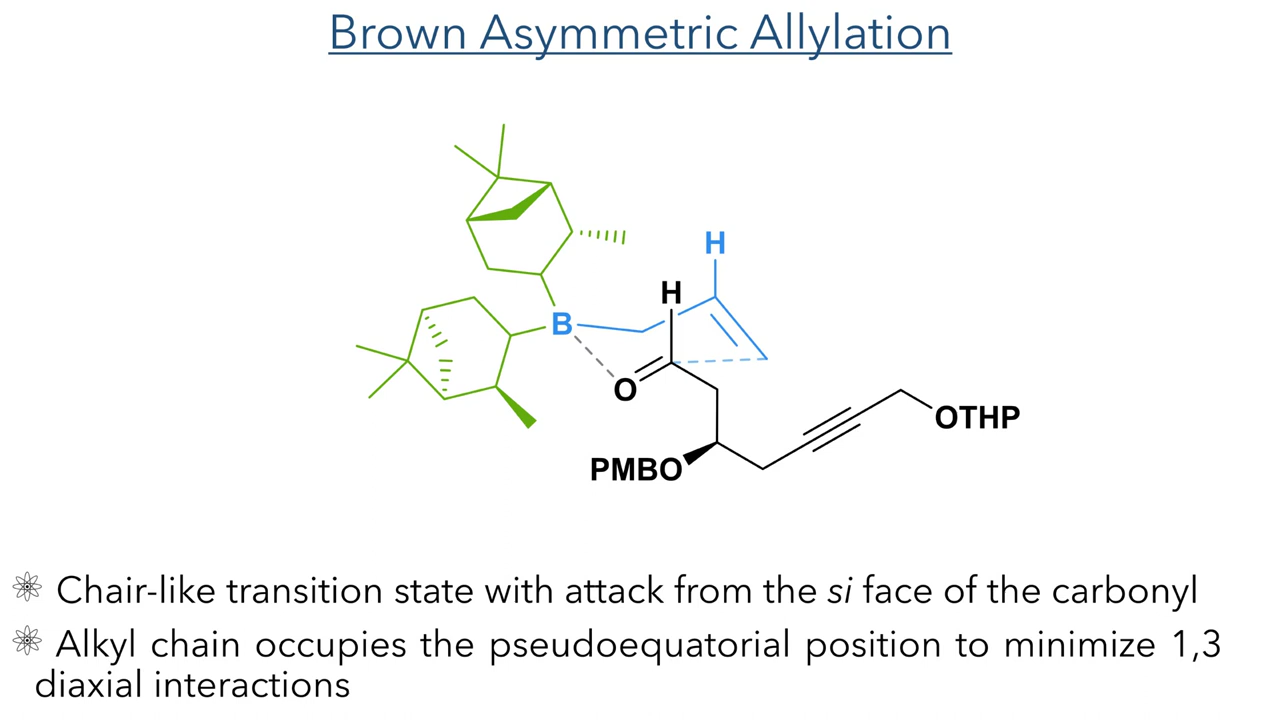 Brown Asymmetric Allylation
H
H
B
O
OTHP
PMBO
Chair-like transition state with attack from the si face of the carbonyl
Alkyl chain occupies the pseudoequatorial position to minimize 1,3
diaxial interactions